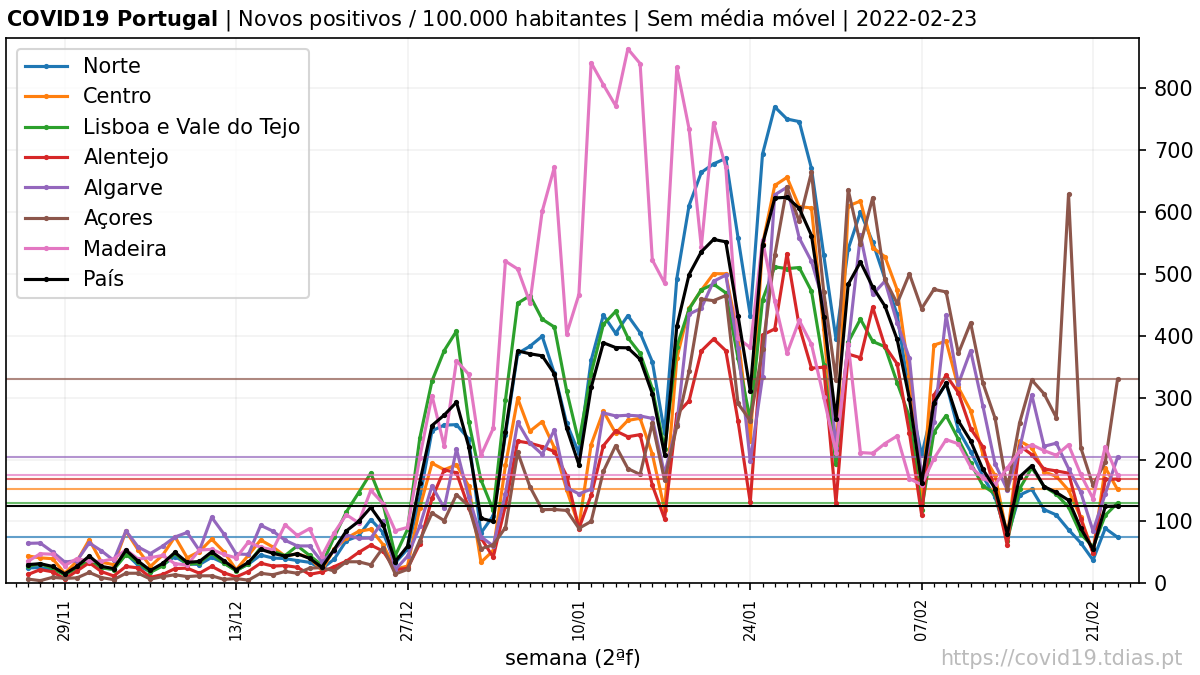 COVID19 Portugal | Novos positivos / 100.000 habitantes | Sem média móvel | 2022-02-23
Norte
Centro
Lisboa e Vale do Tejo
Alentejo
Algarve
Açores
Madeira
País
800
700
600
500
400
300
200
100
0
29/11
13/12
27/12
10/01
24/01
07/02
21/02
semana (2ªf)
https://covid19.tdias.pt